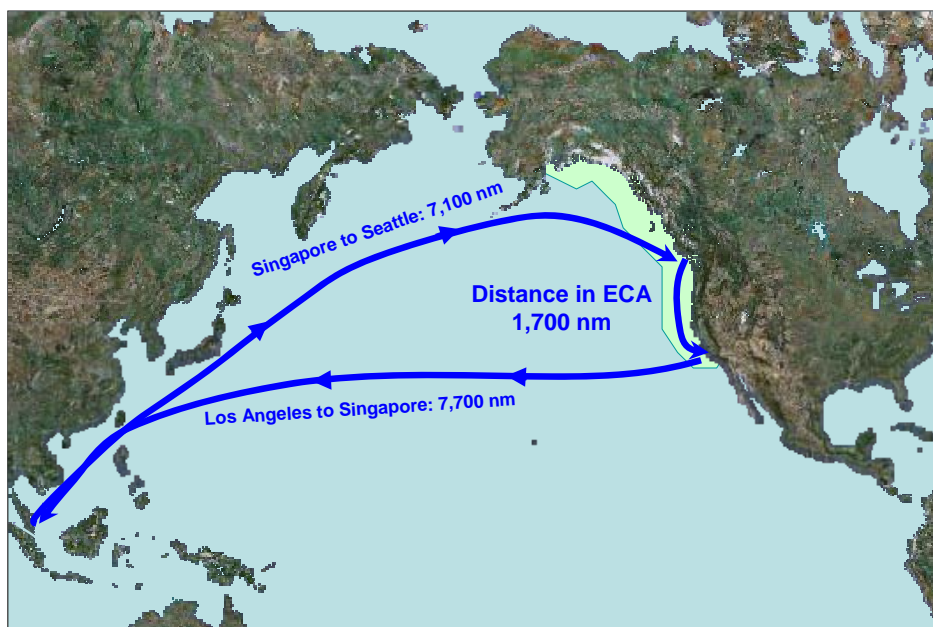 Singapore to Seattle: 7,100 nm
Distance in ECA
1,700 nm
Los Angeles to Singapore: 7,700 nm